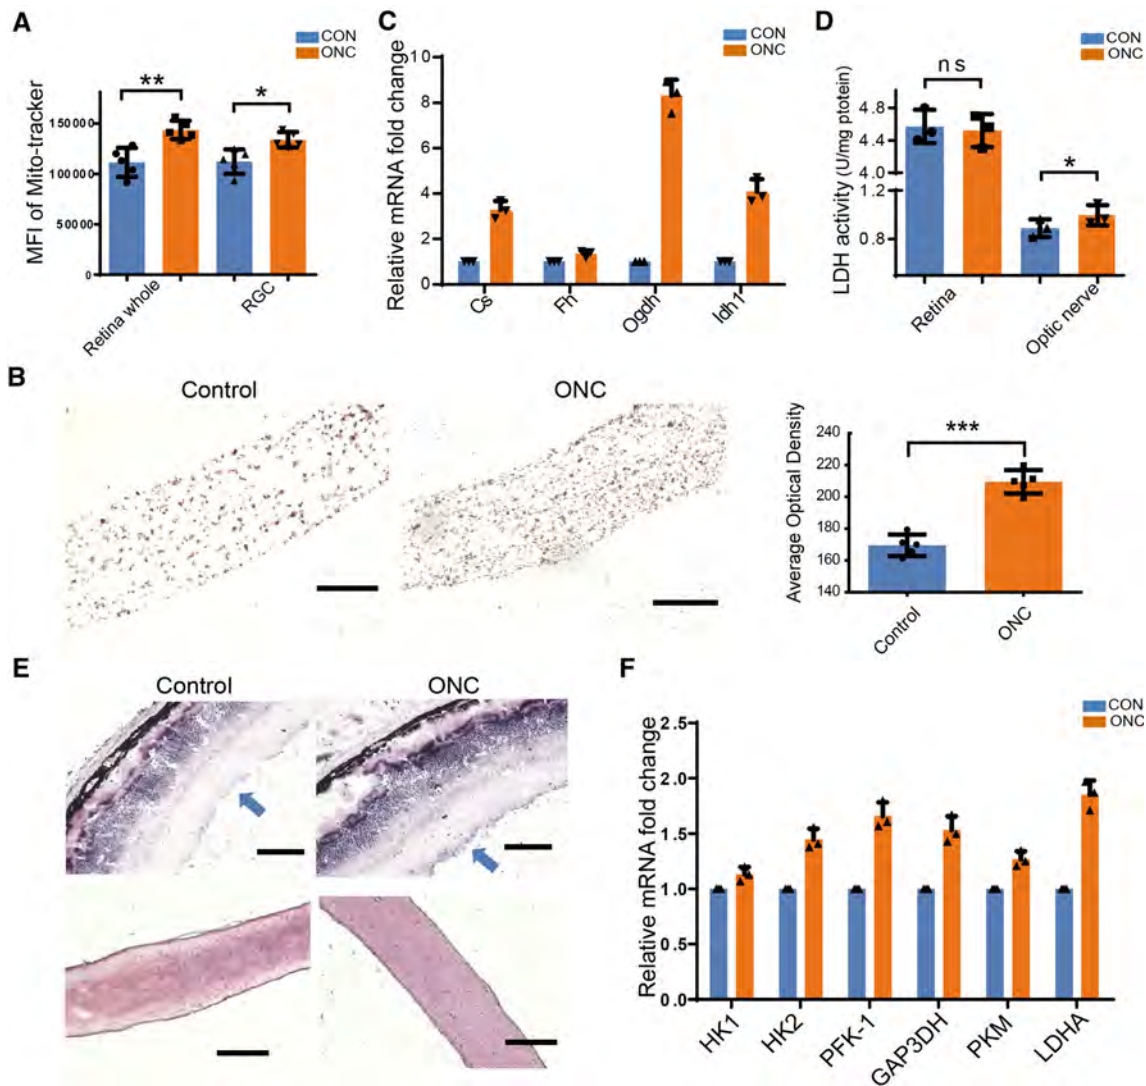 A
CON
ONC
MFI of Mito-tracker
150000
100000
50000
0
**
*
Retina whole
RGC
C
CON
ONC
Relative mRNA fold change
10
8
6
4
2
0
Cs
Fh
Ogdh
Idh1
D
CON
ONC
LDH activity (U/mg ptotein)
4.8
4.4
4.0
1.2
0.8
ns
*
Retina
Optic nerve
B
Control
ONC
Average Optical Density
240
220
200
180
160
140
***
Control
ONC
E
Control
ONC
F
CON
ONC
Relative mRNA fold change
2.5
2.0
1.5
1.0
0.5
0.0
HK1
HK2
PFK-1
GAP3DH
PKM
LDHA